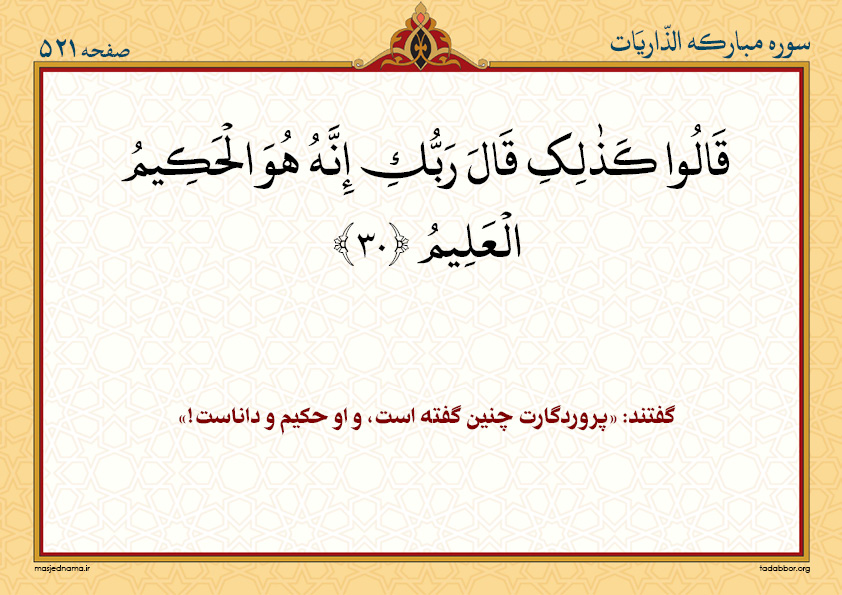 سوره مبارکه الذّاریَات
صفحه ۵۲۱
قَالُوا كَذَٰلِکِ قَالَ رَبُّكِ إِنَّهُ هُوَ الْحَكِيمُ
الْعَلِيمُ ﴿۳۰﴾
گفتند: «پروردگارت چنین گفته است، و او حکیم و داناست!»
masjednama.ir
tadabbor.org